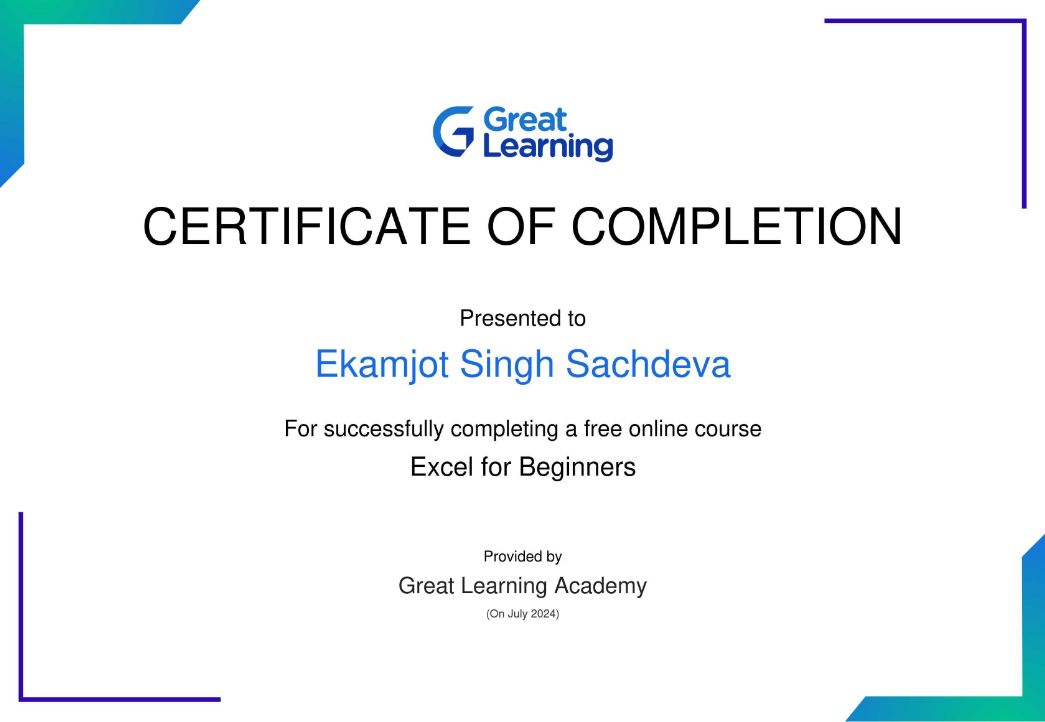 Great
Learning
CERTIFICATE OF COMPLETION
Presented to
Ekamjot Singh Sachdeva
For successfully completing a free online course
Excel for Beginners
Provided by
Great Learning Academy
(On July 2024)